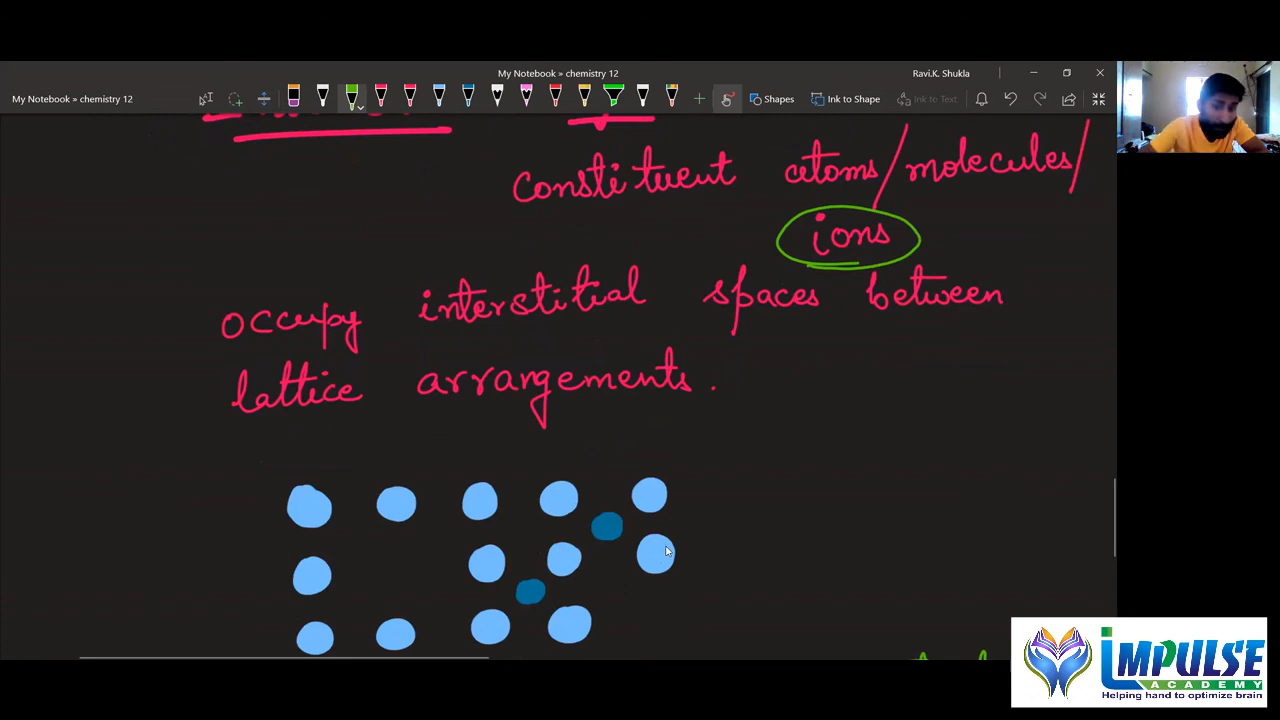 My Notebook » chemistry 12
Ravi.K. Shukla
My Notebook » chemistry 12
Shapes
Ink to Shape
Ink to Text
Constituent atoms/molecules/
ions
occupy interstitial spaces between
lattice arrangements.
iMPULSE
ACADEMY
Helping hand to optimize brain